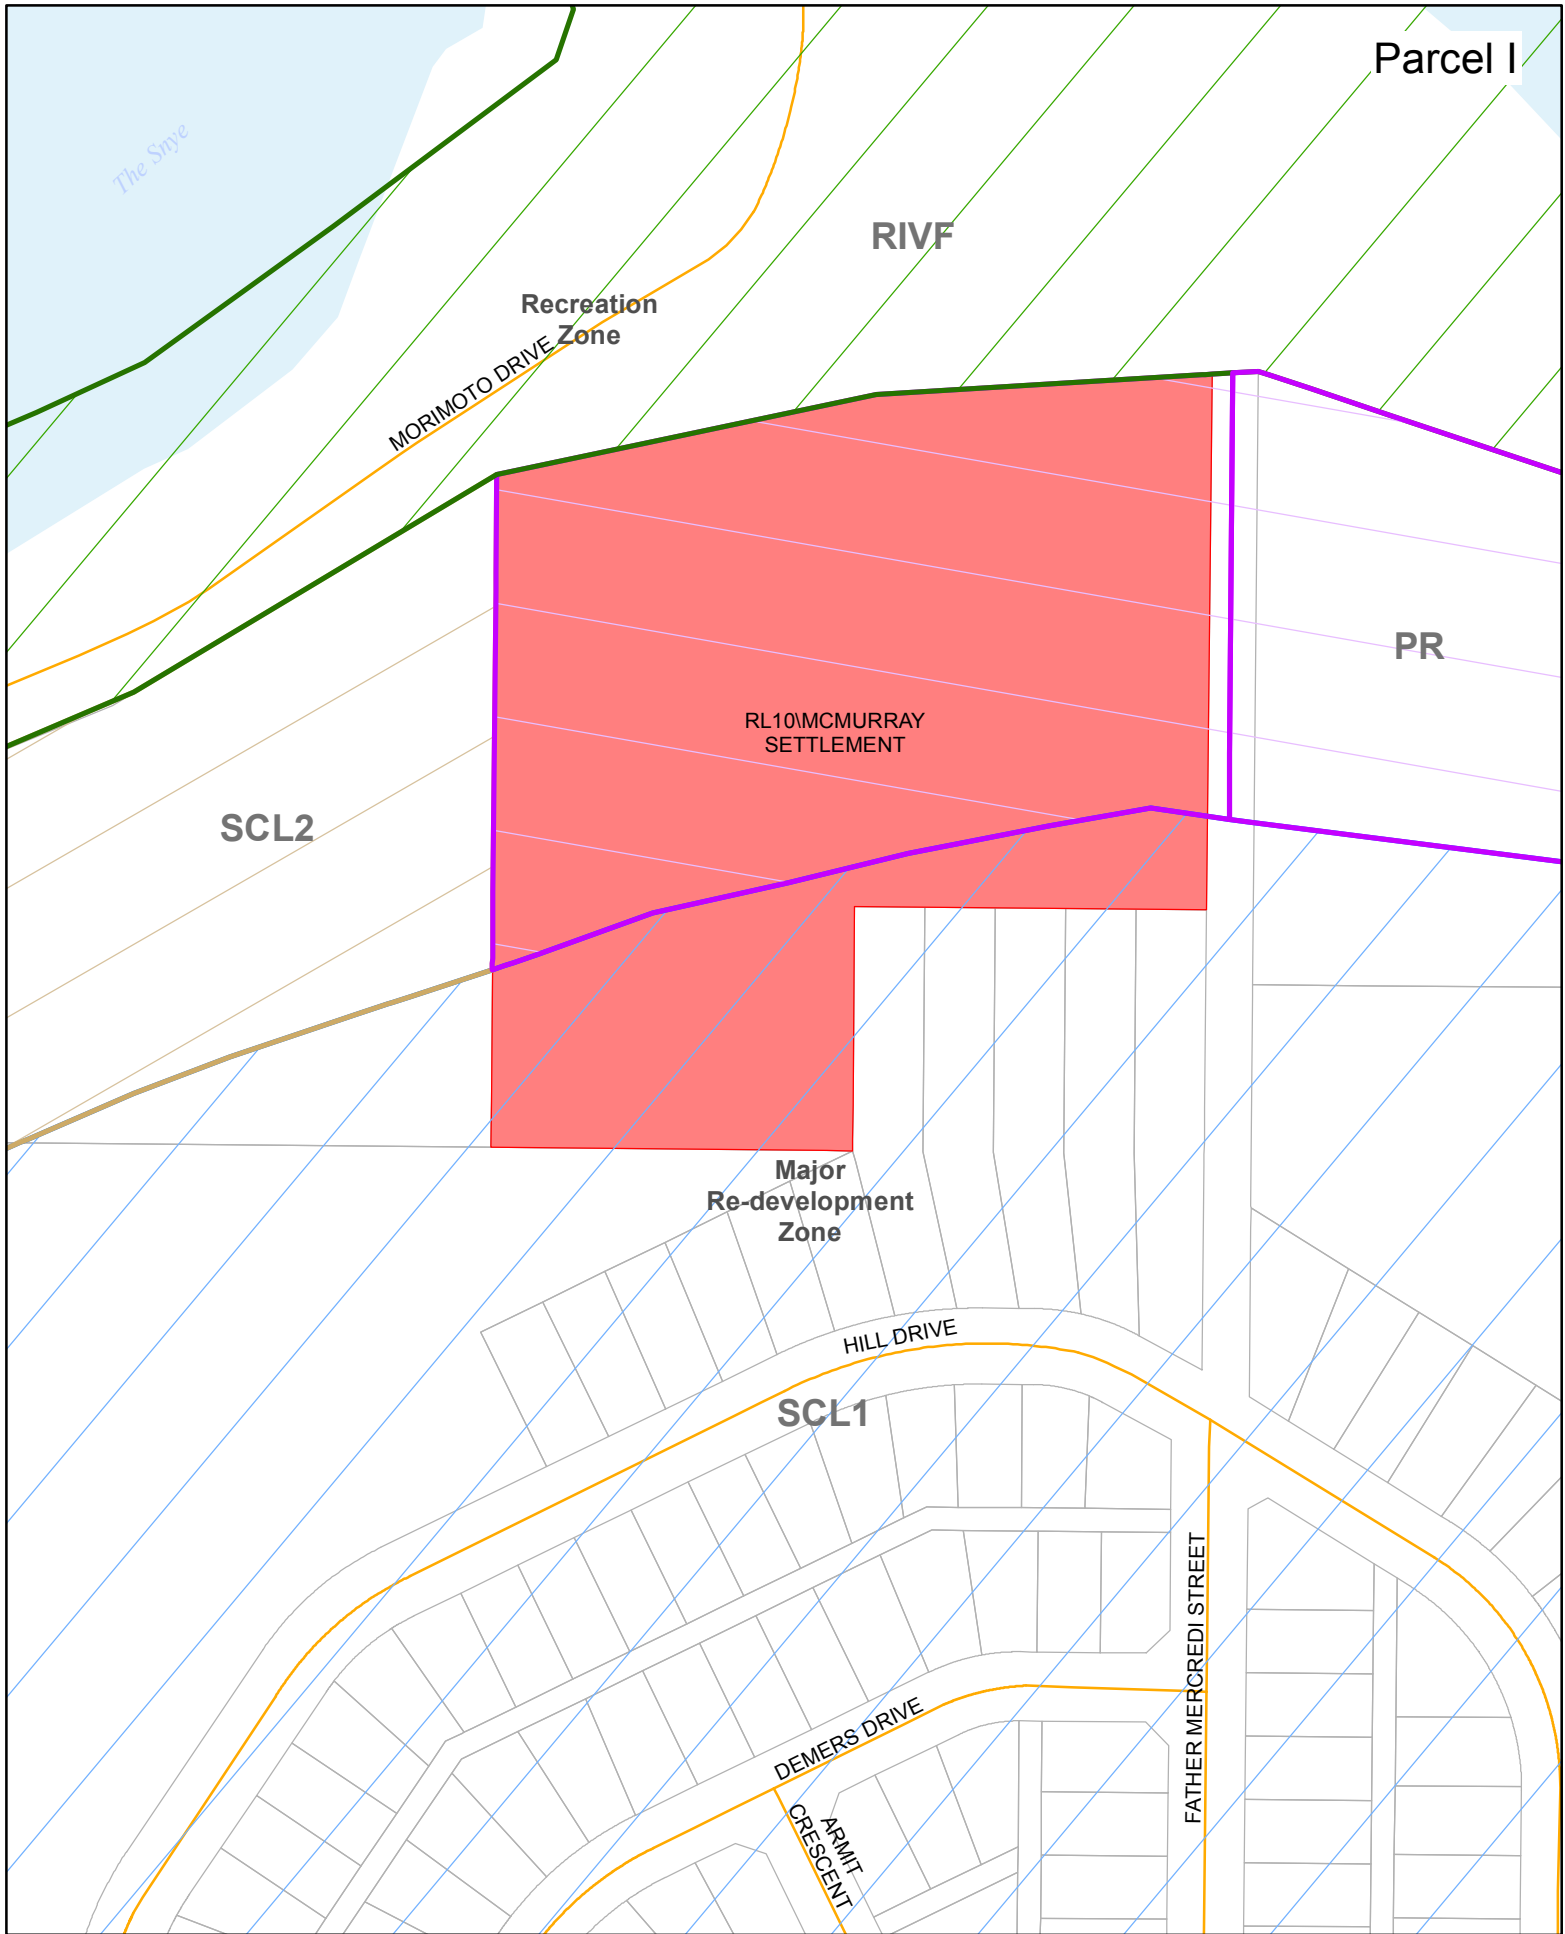 Parcel I
The Snye
RIVF
Recreation
Zone
MORIMOTO DRIVE
PR
RL10\MCMURRAY
SETTLEMENT
SCL2
Major
Re-development
Zone
HILL DRIVE
SCL1
FATHER MERCREDI STREET
DEMERS DRIVE
ARMIT
CRESCENT